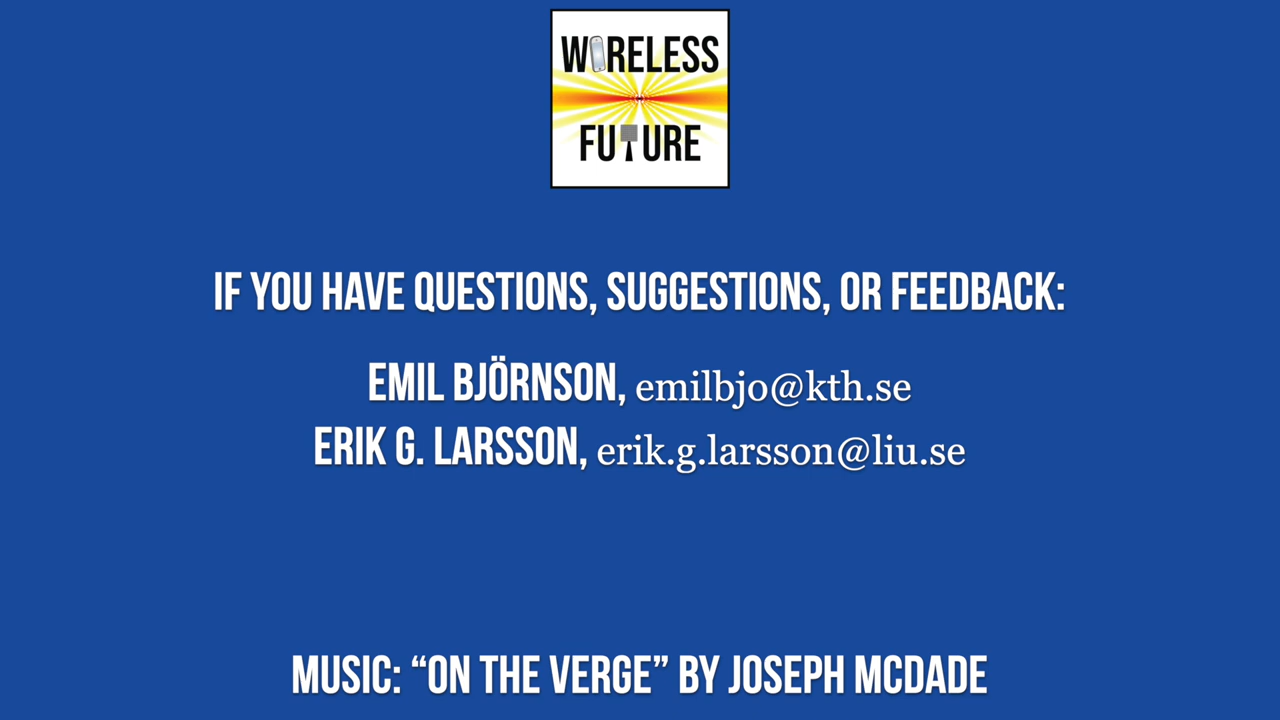 WIRELESS
FUTURE
IF YOU HAVE QUESTIONS, SUGGESTIONS, OR FEEDBACK:
EMIL BJÖRNSON, emilbjo@kth.se
ERIK G. LARSSON, erik.g.larsson@liu.se
MUSIC: “ON THE VERGE” BY JOSEPH MCDADE